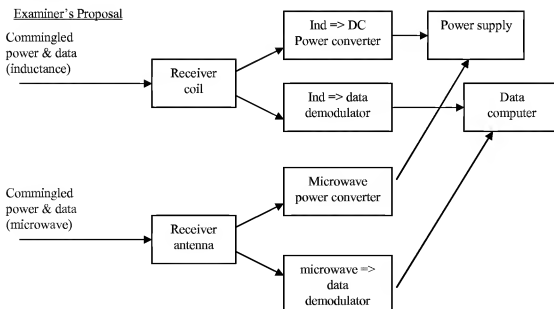 Examiner's Proposal
Commingled
power & data
(inductance)
Receiver
coil
Ind => DC
Power converter
Power supply
Ind => data
demodulator
Data
computer
Commingled
power & data
(microwave)
Receiver
antenna
Microwave
power converter
microwave =>
data
demodulator